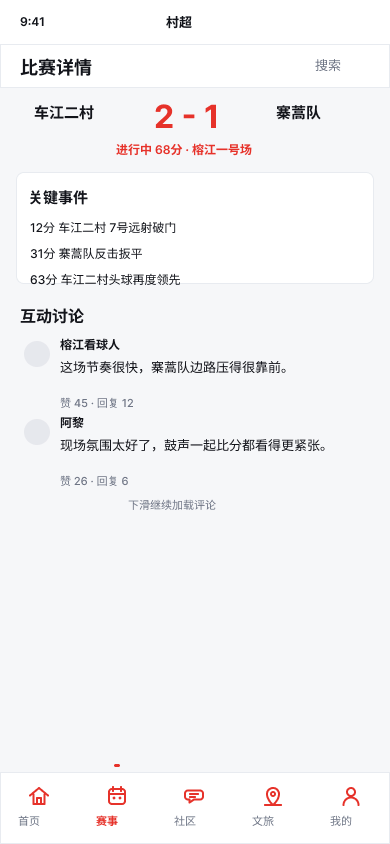 9:41
村超
比赛详情
搜索
车江二村
2 - 1
寨蒿队
进行中 68分 · 榕江一号场
关键事件
12分 车江二村 7号远射破门
31分 寨蒿队反击扳平
63分 车江二村头球再度领先
互动讨论
榕江看球人
这场节奏很快，寨蒿队边路压得很靠前。
赞 45 · 回复 12
阿黎
现场氛围太好了，鼓声一起比分都看得更紧张。
赞 26 · 回复 6
下滑继续加载评论
首页
赛事
社区
文旅
我的